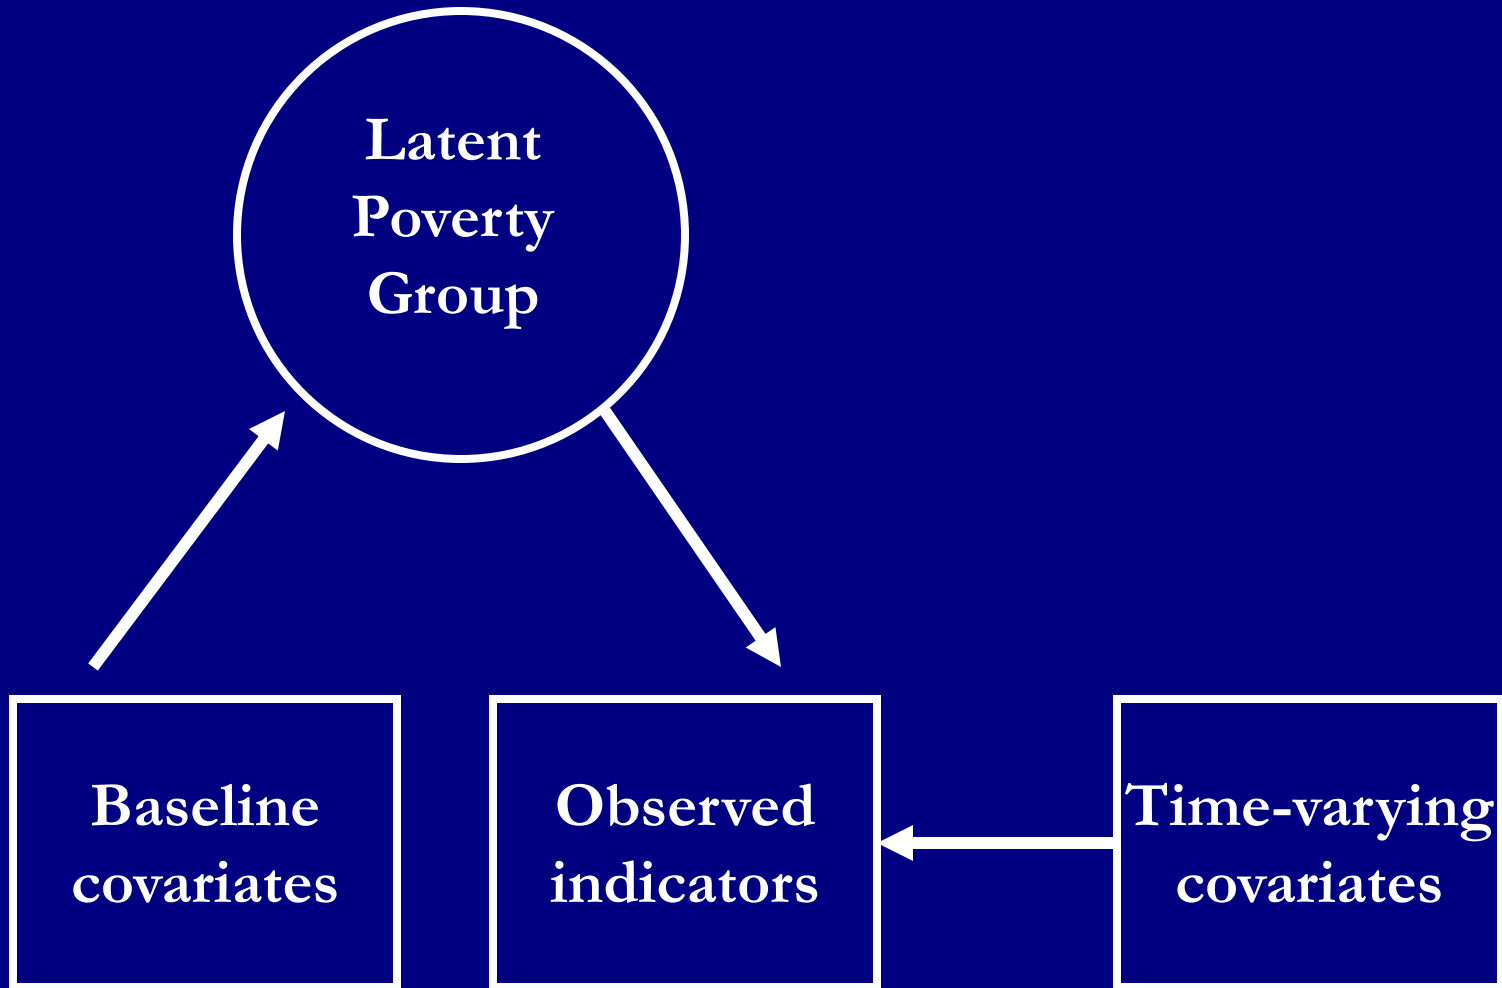 Latent
Poverty
Group
Baseline
covariates
Observed
indicators
Time-varying
covariates